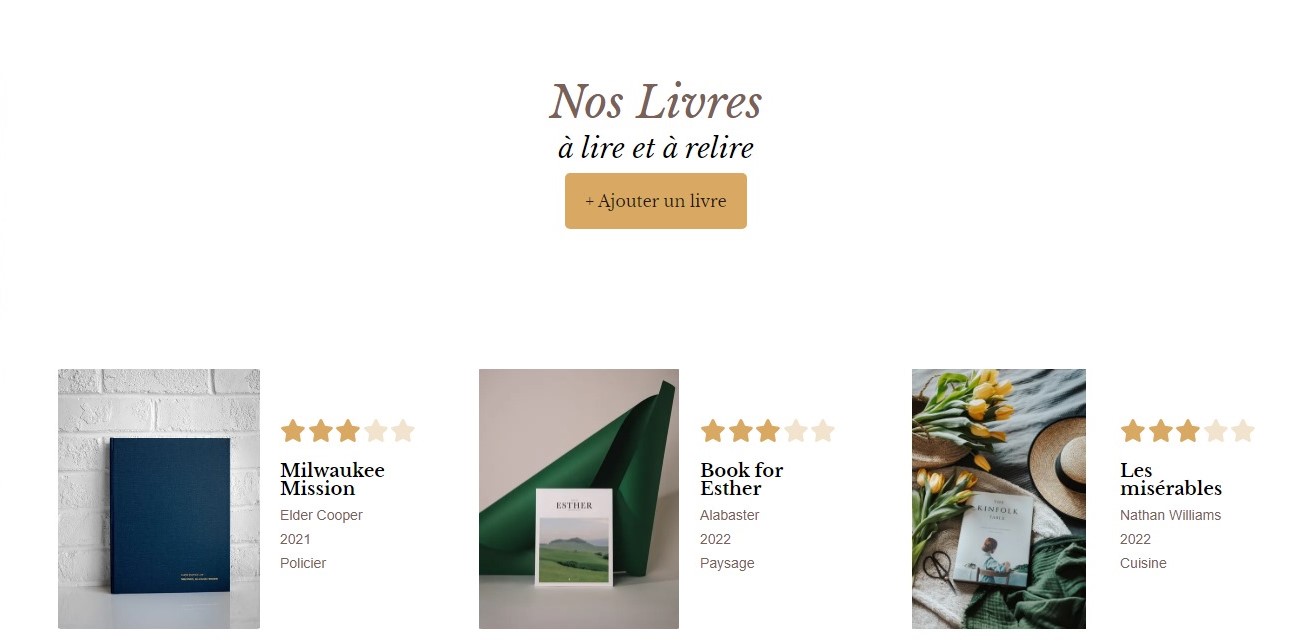 Nos Livres
à lire et à relire
+ Ajouter un livre
Milwaukee
Mission
Elder Cooper
2021
Policier
ESTHER
Book for
Esther
Alabaster
2022
Paysage
KINFOLK
TABLE
Les
misérables
Nathan Williams
2022
Cuisine